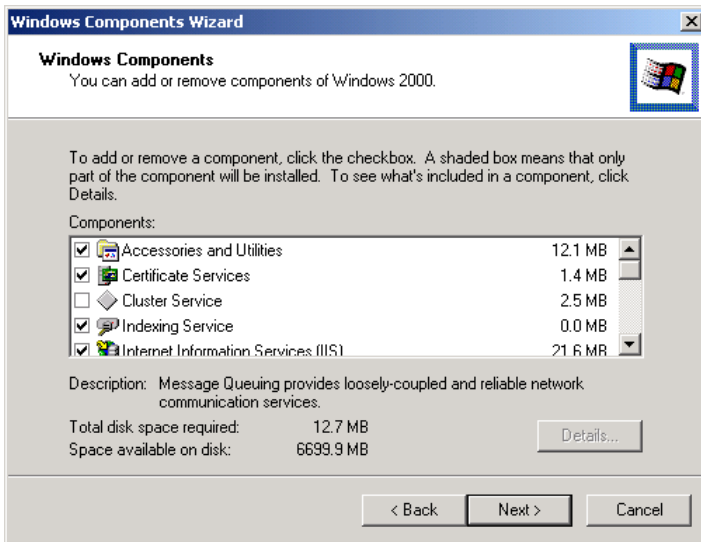 Windows Components Wizard
Windows Components
You can add or remove components of Windows 2000.
To add or remove a component, click the checkbox. A shaded box means that only
part of the component will be installed. To see what's included in a component, click
Details.
Components:
Accessories and Utilities 12.1 MB
Certificate Services 1.4 MB
Cluster Service 2.5 MB
Indexing Service 0.0 MB
Internet Information Services (IIS) 21.6 MB
Description: Message Queuing provides loosely-coupled and reliable network
communication services.
Total disk space required: 12.7 MB
Space available on disk: 6699.9 MB
Details...
< Back Next > Cancel